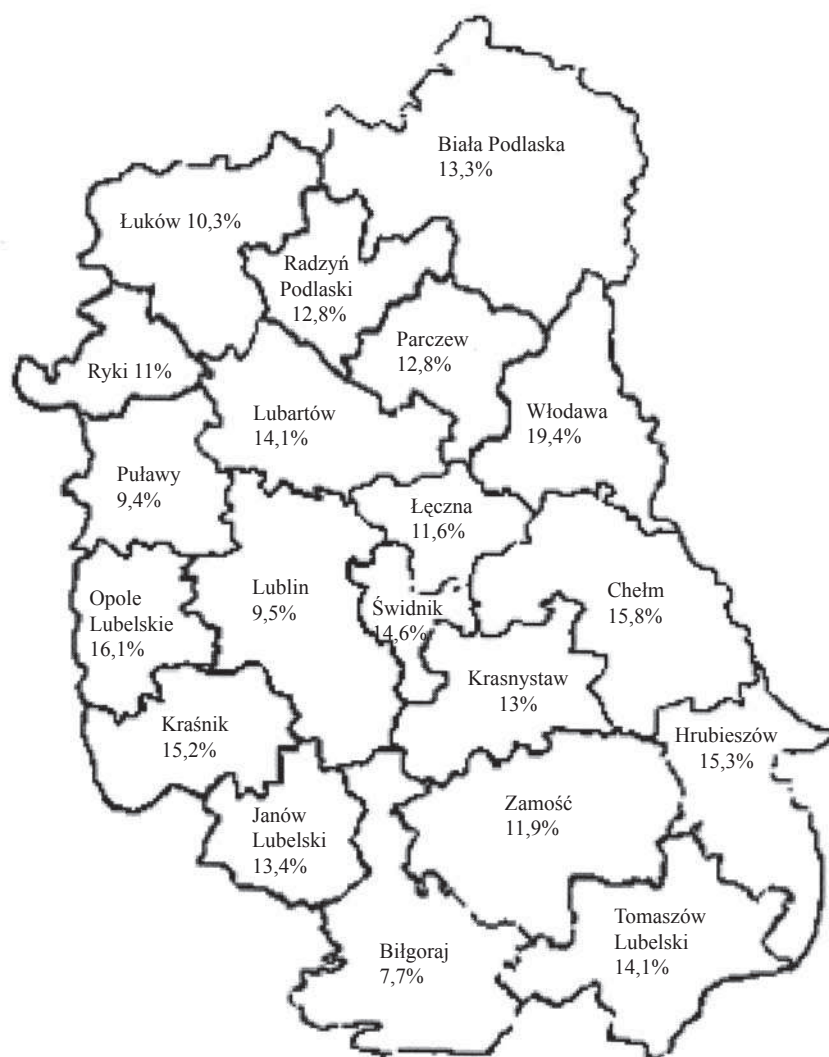 Biała Podlaska
13,3%
Łuków 10,3%
Radzyń
Podlaski
12,8%
Parczew
12,8%
Ryki 11%
Lubartów
14,1%
Włodawa
19,4%
Puławy
9,4%
Łęczna
11,6%
Opole
Lubelskie
16,1%
Lublin
9,5%
Świdnik
14,6%
Chełm
15,8%
Krasnystaw
13%
Kraśnik
15,2%
Hrubieszów
15,3%
Janów
Lubelski
13,4%
Zamość
11,9%
Biłgoraj
7,7%
Tomaszów
Lubelski
14,1%